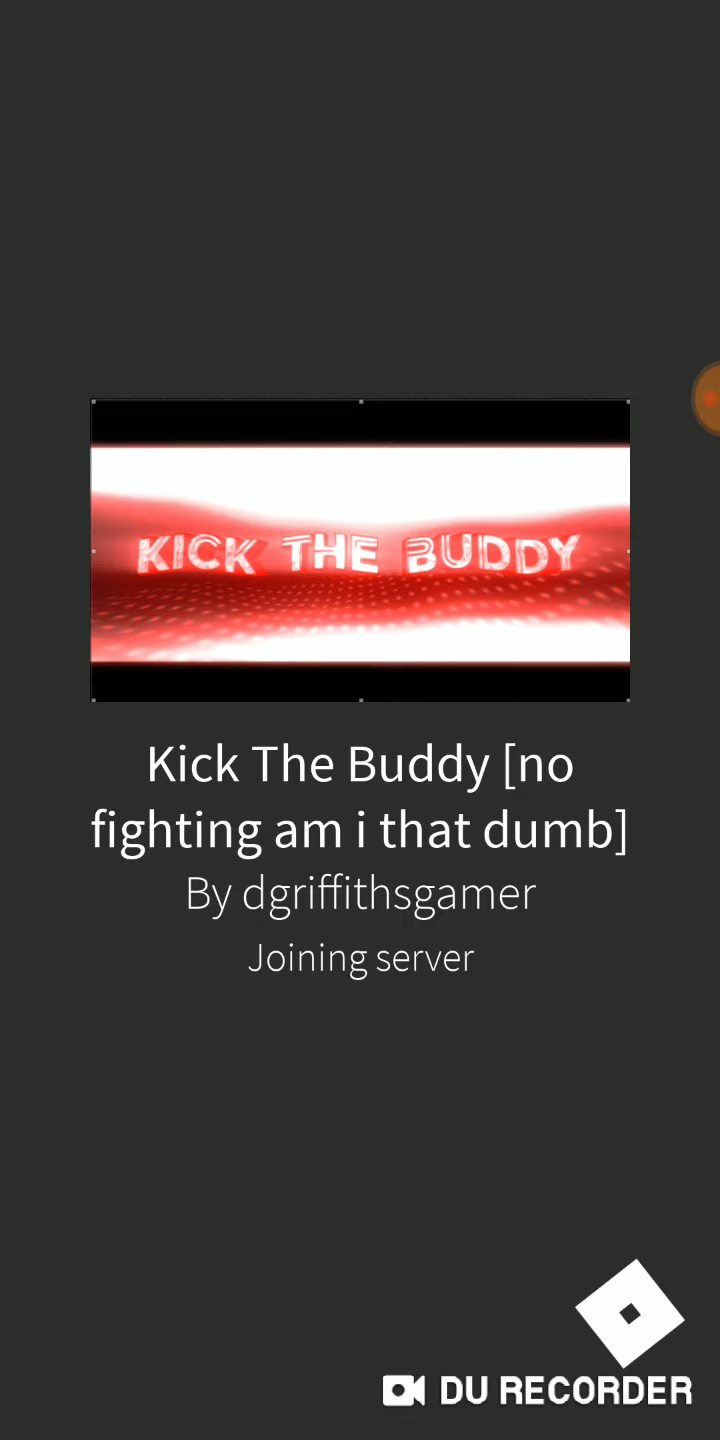 KICK THE BUDDY
Kick The Buddy [no
fighting am i that dumb]
By dgriffithsgamer
Joining server
DU RECORDER